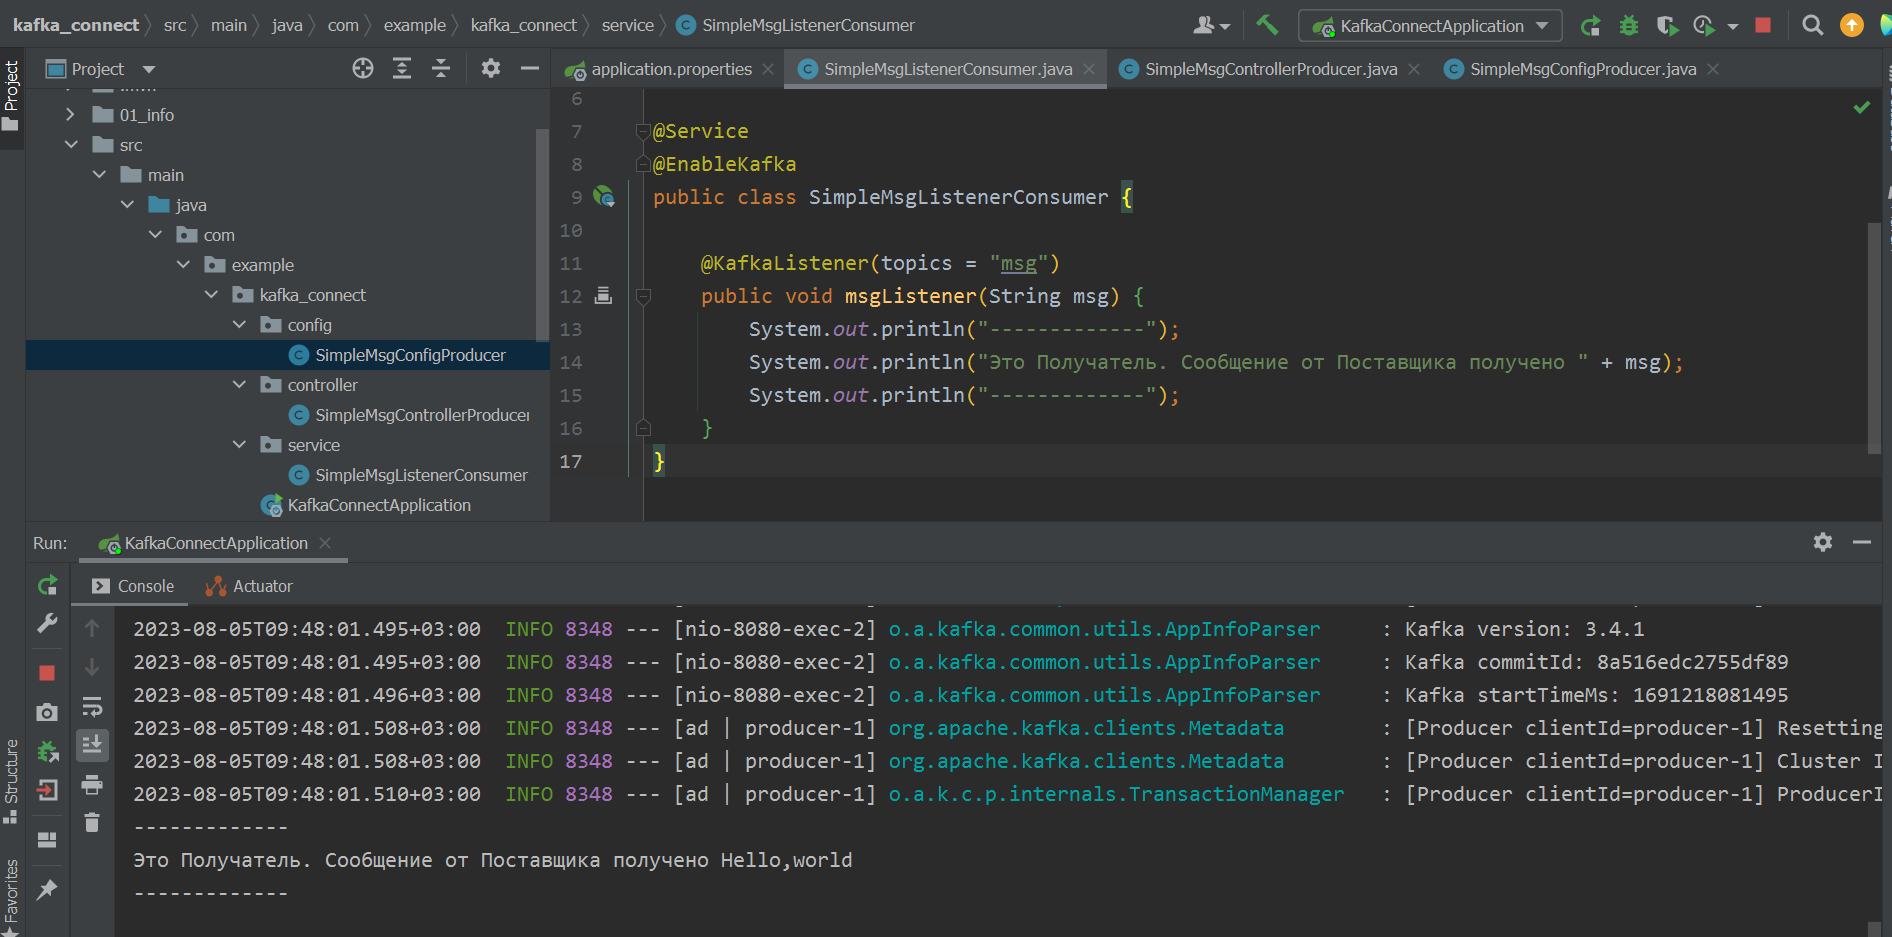 kafka_connect src main java com example kafka_connect service SimpleMsgListenerConsumer KafkaConnectApplication
Project
Project
application.properties SimpleMsgListenerConsumer.java SimpleMsgControllerProducer.java SimpleMsgConfigProducer.java
01_info
src
main
java
com
example
kafka_connect
config
SimpleMsgConfigProducer
controller
SimpleMsgControllerProducer
service
SimpleMsgListenerConsumer
KafkaConnectApplication
6
7 @Service
8 @EnableKafka
9 public class SimpleMsgListenerConsumer {
10
11 @KafkaListener(topics = "msg")
12 public void msgListener(String msg) {
13 System.out.println("-------------");
14 System.out.println("Это Получатель. Сообщение от Поставщика получено " + msg);
15 System.out.println("-------------");
16 }
17 }
Run: KafkaConnectApplication
Console Actuator
2023-08-05T09:48:01.495+03:00 INFO 8348 --- [nio-8080-exec-2] o.a.kafka.common.utils.AppInfoParser : Kafka version: 3.4.1
2023-08-05T09:48:01.495+03:00 INFO 8348 --- [nio-8080-exec-2] o.a.kafka.common.utils.AppInfoParser : Kafka commitId: 8a516edc2755df89
2023-08-05T09:48:01.496+03:00 INFO 8348 --- [nio-8080-exec-2] o.a.kafka.common.utils.AppInfoParser : Kafka startTimeMs: 1691218081495
2023-08-05T09:48:01.508+03:00 INFO 8348 --- [ad | producer-1] org.apache.kafka.clients.Metadata : [Producer clientId=producer-1] Resetting
2023-08-05T09:48:01.508+03:00 INFO 8348 --- [ad | producer-1] org.apache.kafka.clients.Metadata : [Producer clientId=producer-1] Cluster I
2023-08-05T09:48:01.510+03:00 INFO 8348 --- [ad | producer-1] o.a.k.c.p.internals.TransactionManager : [Producer clientId=producer-1] ProducerI
-------------
Это Получатель. Сообщение от Поставщика получено Hello,world
-------------
Structure
Favorites